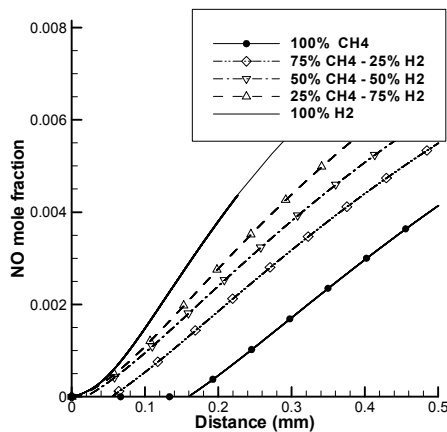 0.008
0.006
0.004
0.002
0
NO mole fraction
100% CH4
75% CH4 - 25% H2
50% CH4 - 50% H2
25% CH4 - 75% H2
100% H2
0 0.1 0.2 0.3 0.4 0.5
Distance (mm)